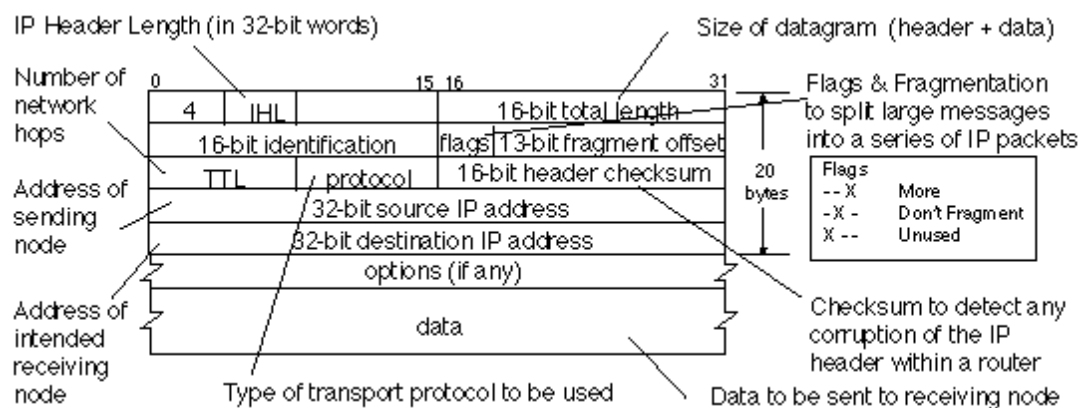 IP Header Length (in 32-bit words)
Size of datagram (header + data)
Number of
network
hops
0
15 16
31
Flags & Fragmentation
to split large messages
into a series of IP packets
4
IHL
16-bit total length
16-bit identification
flags
13-bit fragment offset
TTL
protocol
16-bit header checksum
20
bytes
Flags
--X More
-X- Don't Fragment
X-- Unused
Address of
sending
node
32-bit source IP address
32-bit destination IP address
options (if any)
Address of
intended
receiving
node
data
Checksum to detect any
corruption of the IP
header within a router
Type of transport protocol to be used
Data to be sent to receiving node